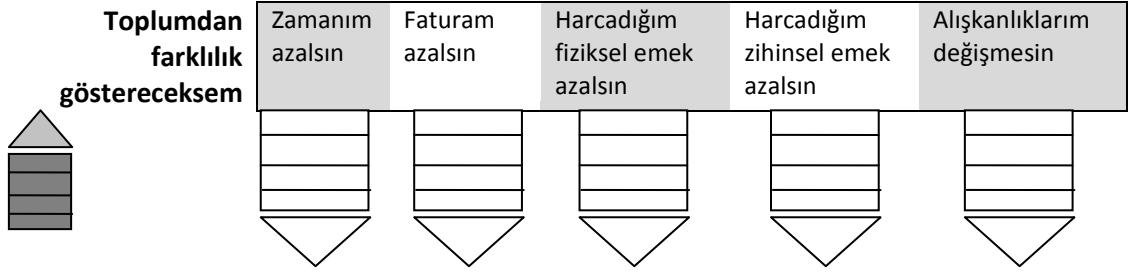 Toplumdan
farklılık
göstereceksem
Zamanım
azalsın
Faturam
azalsın
Harcadığım
fiziksel emek
azalsın
Harcadığım
zihinsel emek
azalsın
Alışkanlıklarım
değişmesin